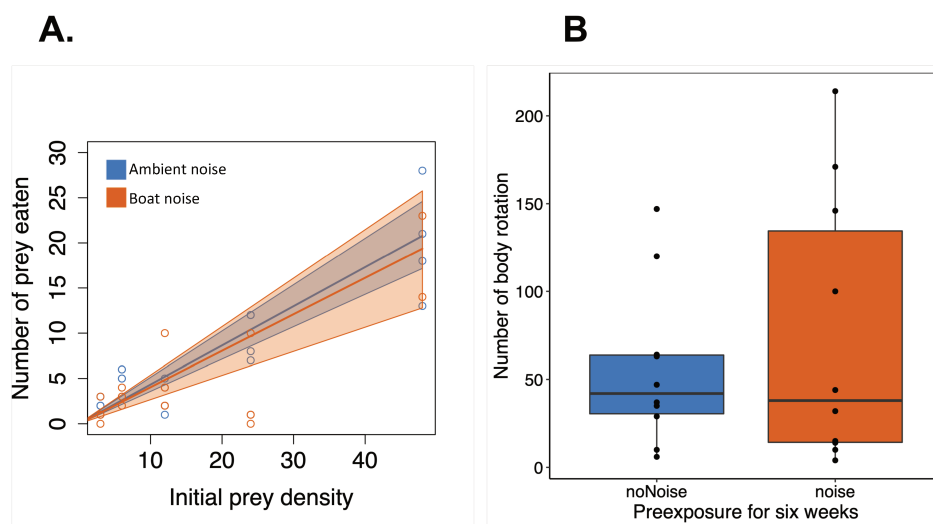 A.
B
Ambient noise
Boat noise
Number of prey eaten
0
5
10
15
20
25
30
10
20
30
40
Initial prey density
Number of body rotation
200
150
100
50
0
noNoise
noise
Preexposure for six weeks